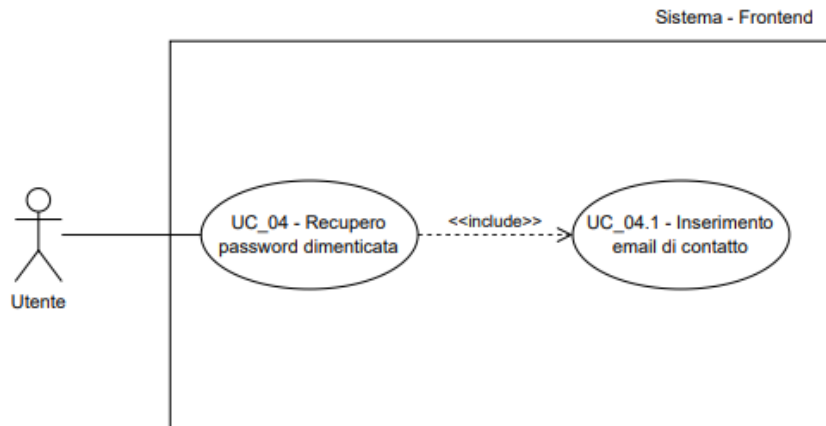 Sistema - Frontend
UC_04 - Recupero
password dimenticata
<<include>>
UC_04.1 - Inserimento
email di contatto
Utente